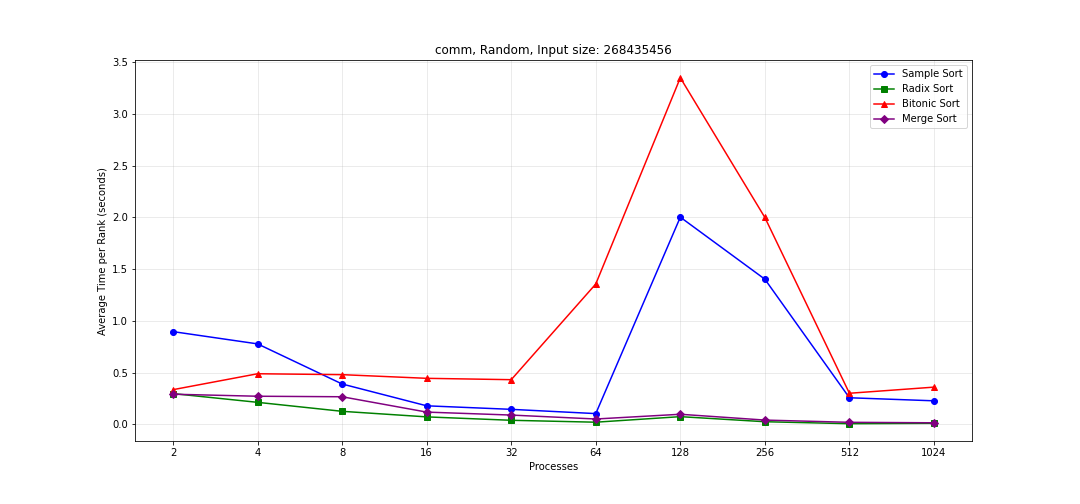 comm, Random, Input size: 268435456
Sample Sort
Radix Sort
Bitonic Sort
Merge Sort
Average Time per Rank (seconds)
3.5
3.0
2.5
2.0
1.5
1.0
0.5
0.0
2 4 8 16 32 64 128 256 512 1024
Processes